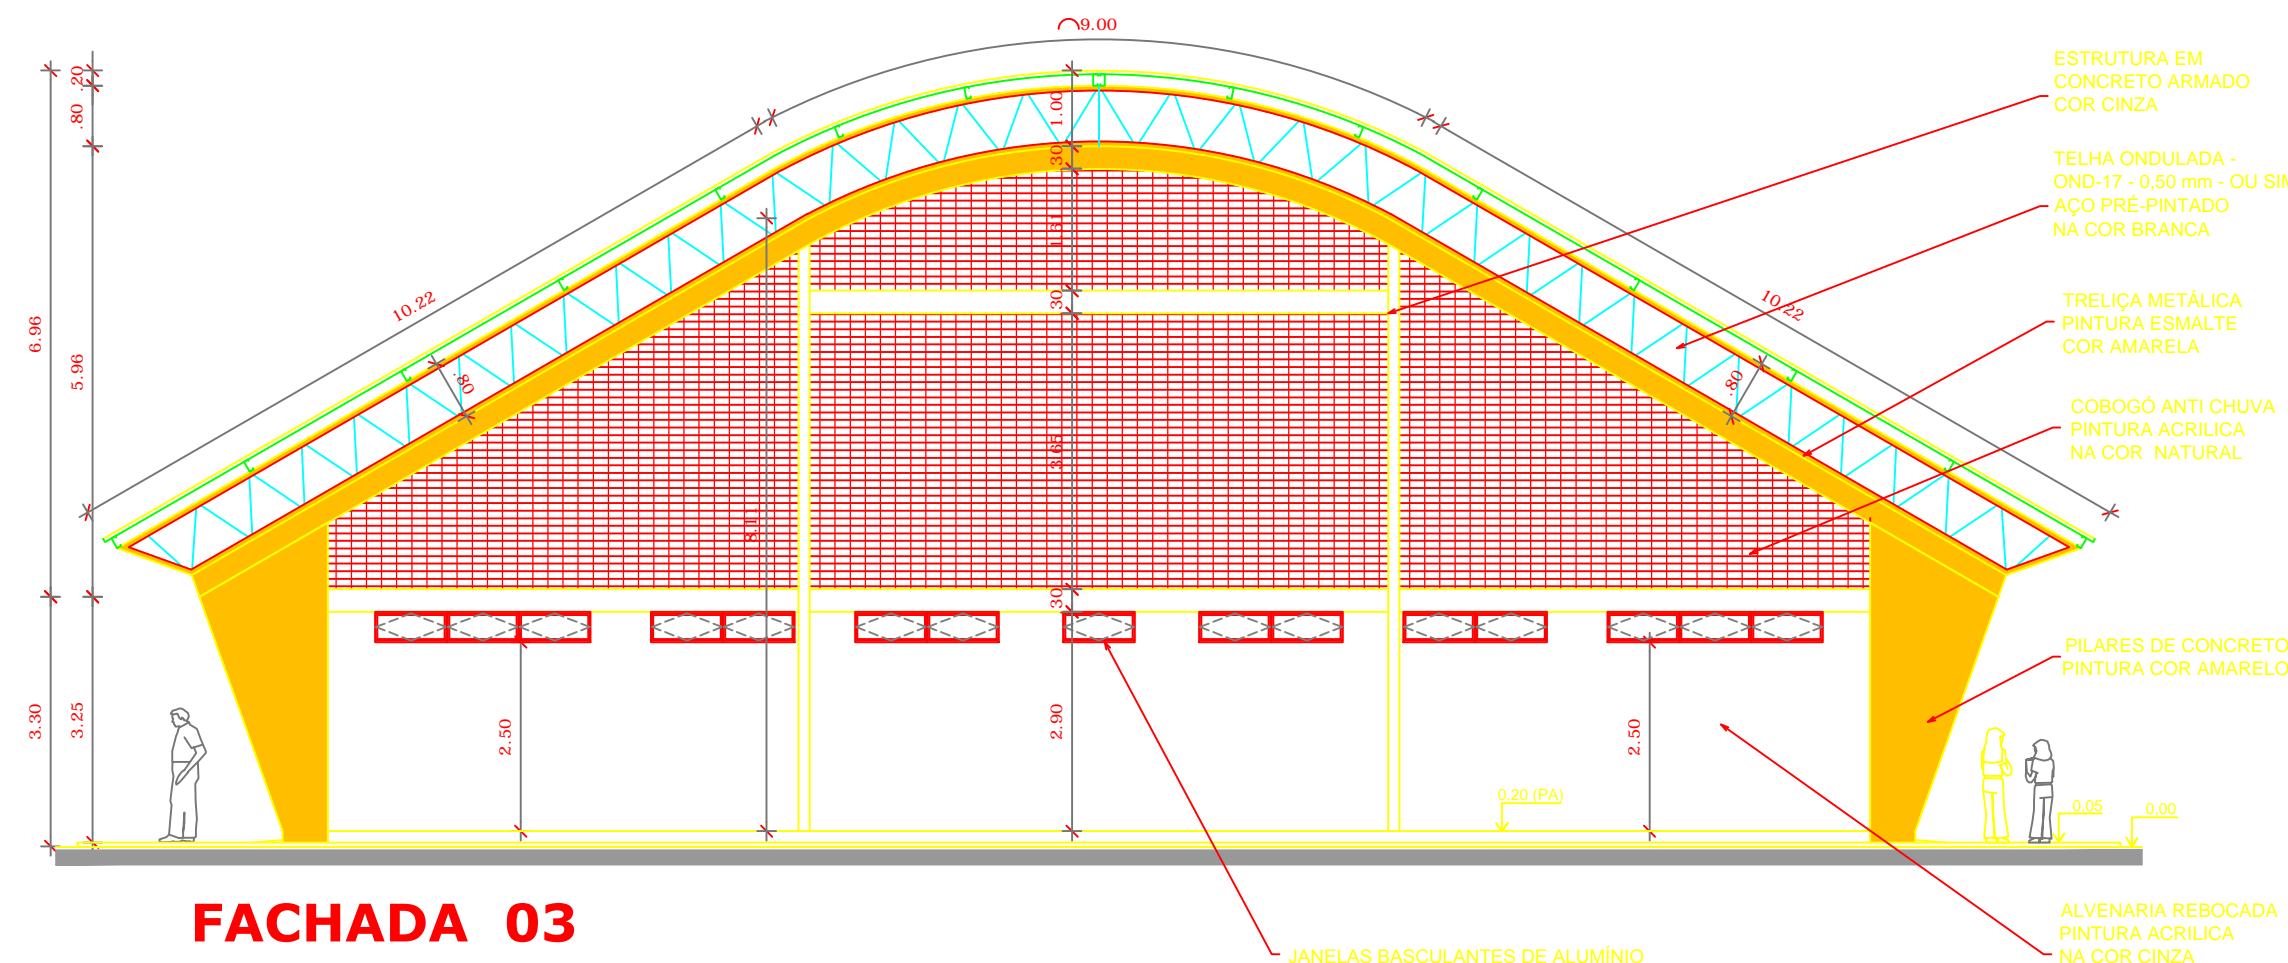 9.00
.20
.80
1.00
.30
1.31
.30
10.22
10.22
6.96
5.96
.80
.80
3.65
8.11
.30
3.30
3.25
2.50
2.90
2.50
0,20 (PA)
0,05
0,00
ESTRUTURA EM
CONCRETO ARMADO
COR CINZA
TELHA ONDULADA -
OND-17 - 0,50 mm - OU
AÇO PRÉ-PINTADO
NA COR BRANCA
TRELIÇA METÁLICA
PINTURA ESMALTE
COR AMARELA
COBOGÓ ANTI CHUVA
PINTURA ACRILICA
NA COR NATURAL
PILARES DE CONCRETO
PINTURA COR AMARELO
ALVENARIA REBOCADA
PINTURA ACRILICA
NA COR CINZA
JANELAS BASCULANTES DE ALUMÍNIO
FACHADA 03